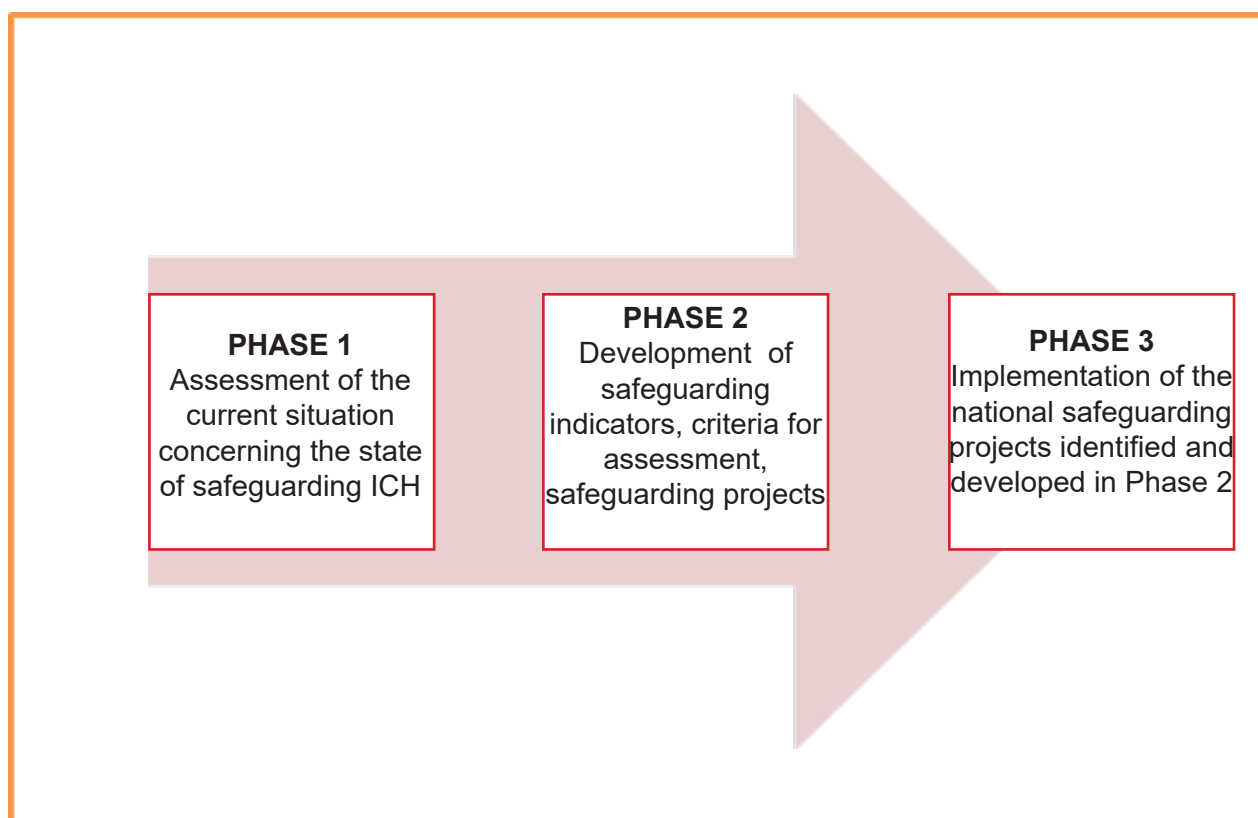 PHASE 1
Assessment of the
current situation
concerning the state
of safeguarding ICH
PHASE 2
Development of
safeguarding
indicators, criteria for
assessment,
safeguarding projects
PHASE 3
Implementation of the
national safeguarding
projects identified and
developed in Phase 2